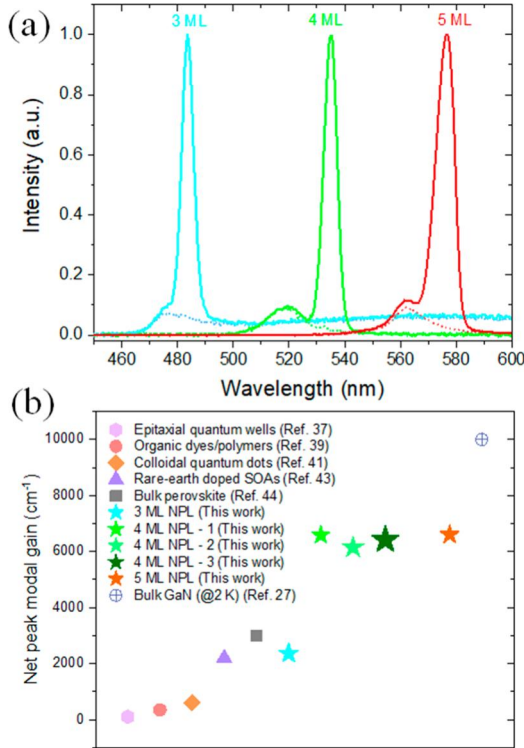 (a)
3 ML 4 ML 5 ML
1.0
0.8
0.6
0.4
0.2
0.0
Intensity (a.u.)
460 480 500 520 540 560 580 600
Wavelength (nm)
(b)
Epitaxial quantum wells (Ref. 37)
Organic dyes/polymers (Ref. 39)
Colloidal quantum dots (Ref. 41)
Rare-earth doped SOAs (Ref. 43)
Bulk perovskite (Ref. 44)
3 ML NPL (This work)
4 ML NPL - 1 (This work)
4 ML NPL - 2 (This work)
4 ML NPL - 3 (This work)
5 ML NPL (This work)
Bulk GaN (@2 K) (Ref. 27)
10000
8000
6000
4000
2000
0
Net peak modal gain (cm⁻¹)